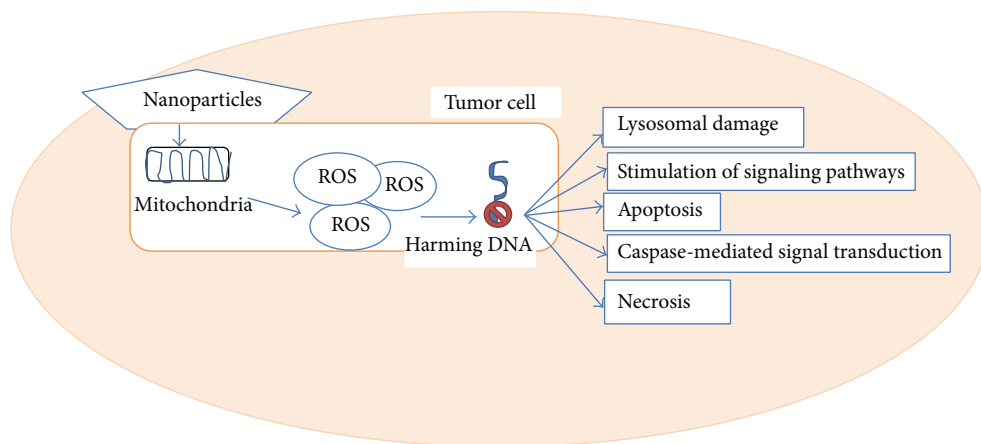 Nanoparticles
Tumor cell
Mitochondria
ROS
ROS
ROS
Harming DNA
Lysosomal damage
Stimulation of signaling pathways
Apoptosis
Caspase-mediated signal transduction
Necrosis